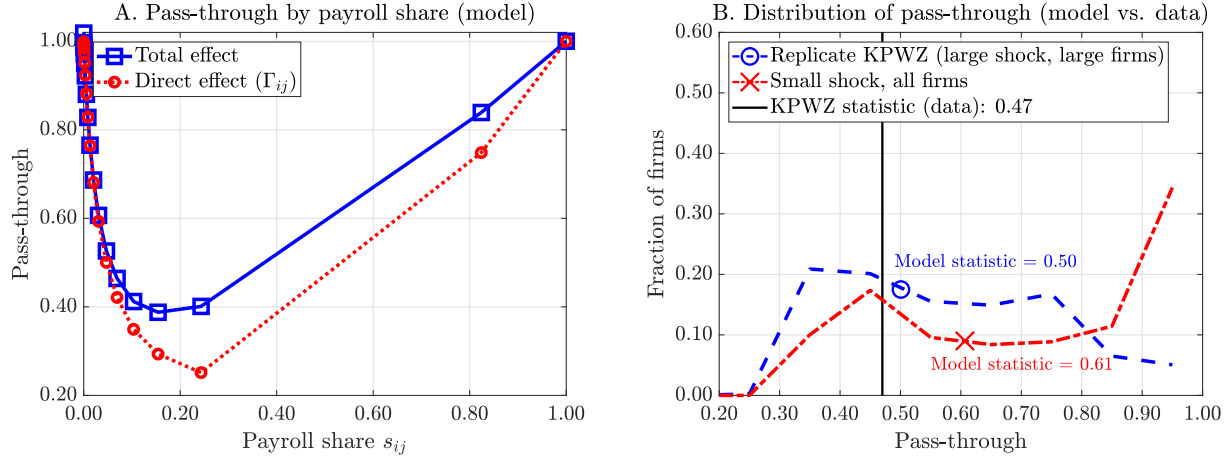 A. Pass-through by payroll share (model)
Total effect
Direct effect (Γij)
Pass-through
1.00
0.80
0.60
0.40
0.20
0.00 0.20 0.40 0.60 0.80 1.00
Payroll share sij
B. Distribution of pass-through (model vs. data)
Replicate KPWZ (large shock, large firms)
Small shock, all firms
KPWZ statistic (data): 0.47
Fraction of firms
0.60
0.50
0.40
0.30
0.20
0.10
0.00
Model statistic = 0.50
Model statistic = 0.61
0.20 0.30 0.40 0.50 0.60 0.70 0.80 0.90 1.00
Pass-through